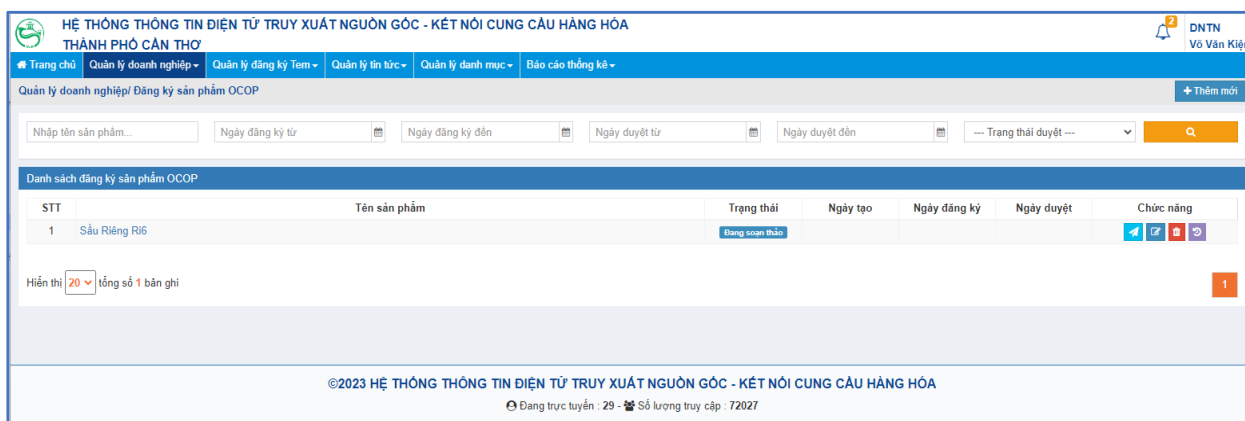 HỆ THỐNG THÔNG TIN ĐIỆN TỬ TRUY XUẤT NGUỒN GỐC - KẾT NỐI CUNG CẦU HÀNG HÓA
THÀNH PHỐ CẦN THƠ
2
DNTN
Võ Văn Kiện
Trang chủ Quản lý doanh nghiệp Quản lý đăng ký Tem Quản lý tin tức Quản lý danh mục Báo cáo thống kê
Quản lý doanh nghiệp/ Đăng ký sản phẩm OCOP
+ Thêm mới
Nhập tên sản phẩm... Ngày đăng ký từ Ngày đăng ký đến Ngày duyệt từ Ngày duyệt đến --- Trạng thái duyệt ---
Danh sách đăng ký sản phẩm OCOP
STT Tên sản phẩm Trạng thái Ngày tạo Ngày đăng ký Ngày duyệt Chức năng
1 Sầu Riêng Ri6 Đang soạn thảo
Hiển thị 20 tổng số 1 bản ghi
1
©2023 HỆ THỐNG THÔNG TIN ĐIỆN TỬ TRUY XUẤT NGUỒN GỐC - KẾT NỐI CUNG CẦU HÀNG HÓA
Đang trực tuyến : 29 - Số lượng truy cập : 72027